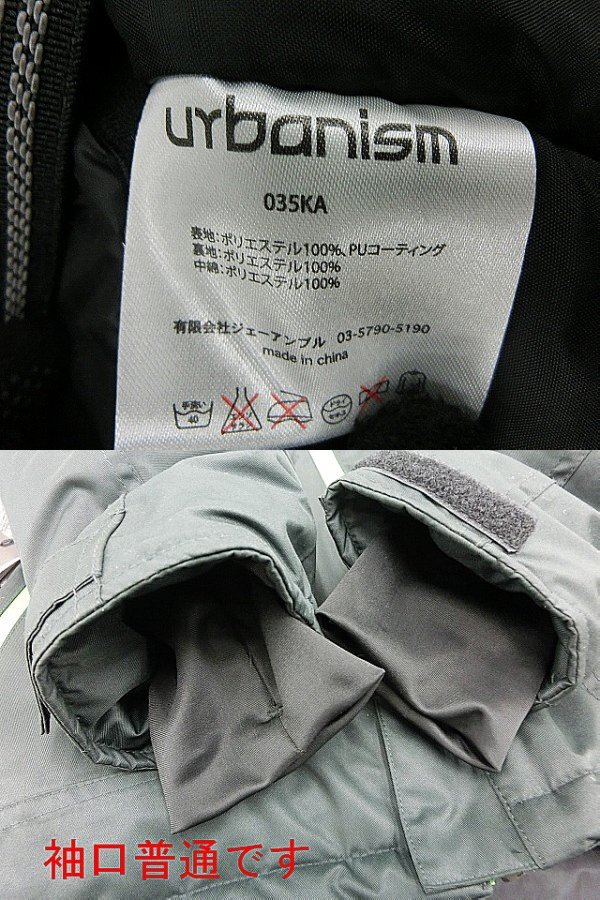 urbanism
035KA
表地:ポリエステル100%、PUコーティング
裏地:ポリエステル100%
中綿:ポリエステル100%
有限会社ジェーアンブル 03-5790-5190
made in china
手洗い
40
ドライ
袖口普通です